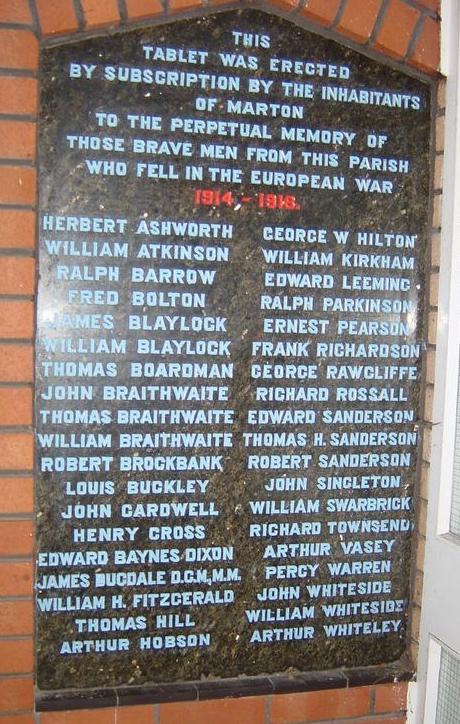 THIS
TABLET WAS ERECTED
BY SUBSCRIPTION BY THE INHABITANTS
OF MARTON
TO THE PERPETUAL MEMORY OF
THOSE BRAVE MEN FROM THIS PARISH
WHO FELL IN THE EUROPEAN WAR
1914 - 1918.
HERBERT ASHWORTH
WILLIAM ATKINSON
RALPH BARROW
FRED BOLTON
JAMES BLAYLOCK
WILLIAM BLAYLOCK
THOMAS BOARDMAN
JOHN BRAITHWAITE
THOMAS BRAITHWAITE
WILLIAM BRAITHWAITE
ROBERT BROCKBANK
LOUIS BUCKLEY
JOHN CARDWELL
HENRY CROSS
EDWARD BAYNES DIXON
JAMES DUGDALE D.C.M, M.M.
WILLIAM H. FITZGERALD
THOMAS HILL
ARTHUR HOBSON
GEORGE W HILTON
WILLIAM KIRKHAM
EDWARD LEEMING
RALPH PARKINSON
ERNEST PEARSON
FRANK RICHARDSON
GEORGE RAWCLIFFE
RICHARD ROSSALL
EDWARD SANDERSON
THOMAS H. SANDERSON
ROBERT SANDERSON
JOHN SINGLETON
WILLIAM SWARBRICK
RICHARD TOWNSEND
ARTHUR VASEY
PERCY WARREN
JOHN WHITESIDE
WILLIAM WHITESIDE
ARTHUR WHITELEY